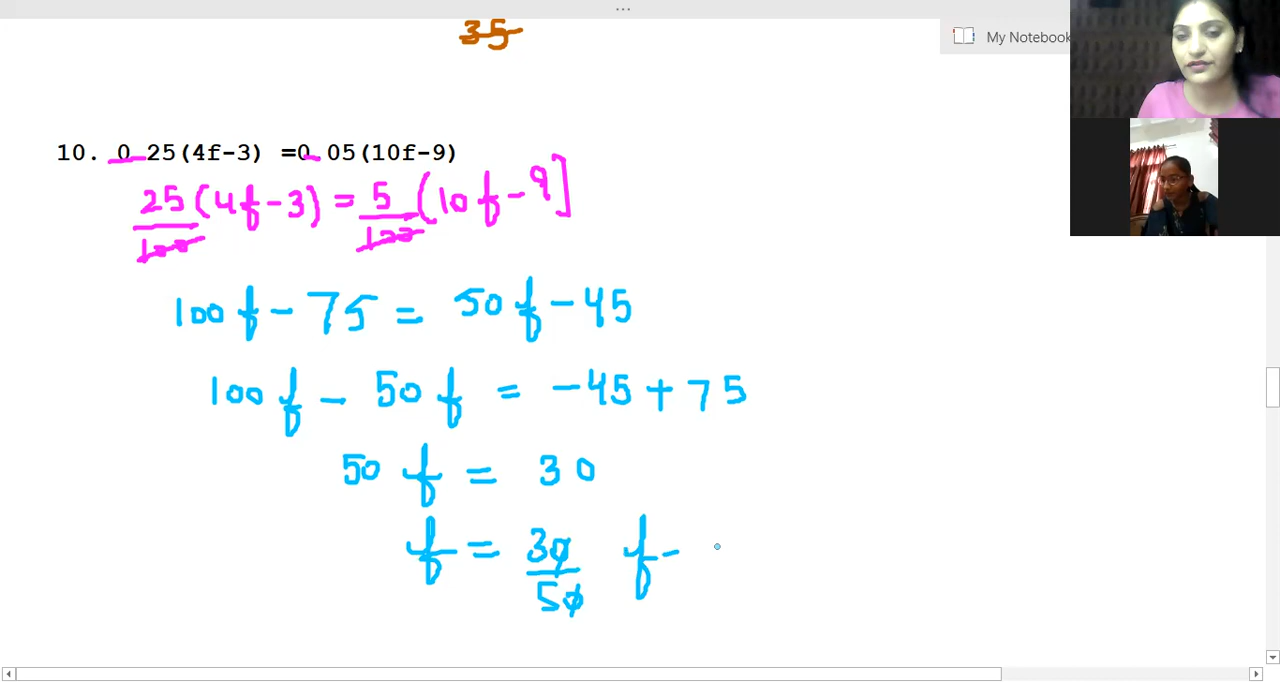 ...
35
My Notebook
10. 0.25(4f-3) =0.05(10f-9)
25/100 (4f-3) = 5/100 (10f-9]
100f - 75 = 50f - 45
100f - 50f = -45 + 75
50f = 30
f = 30/50 f -